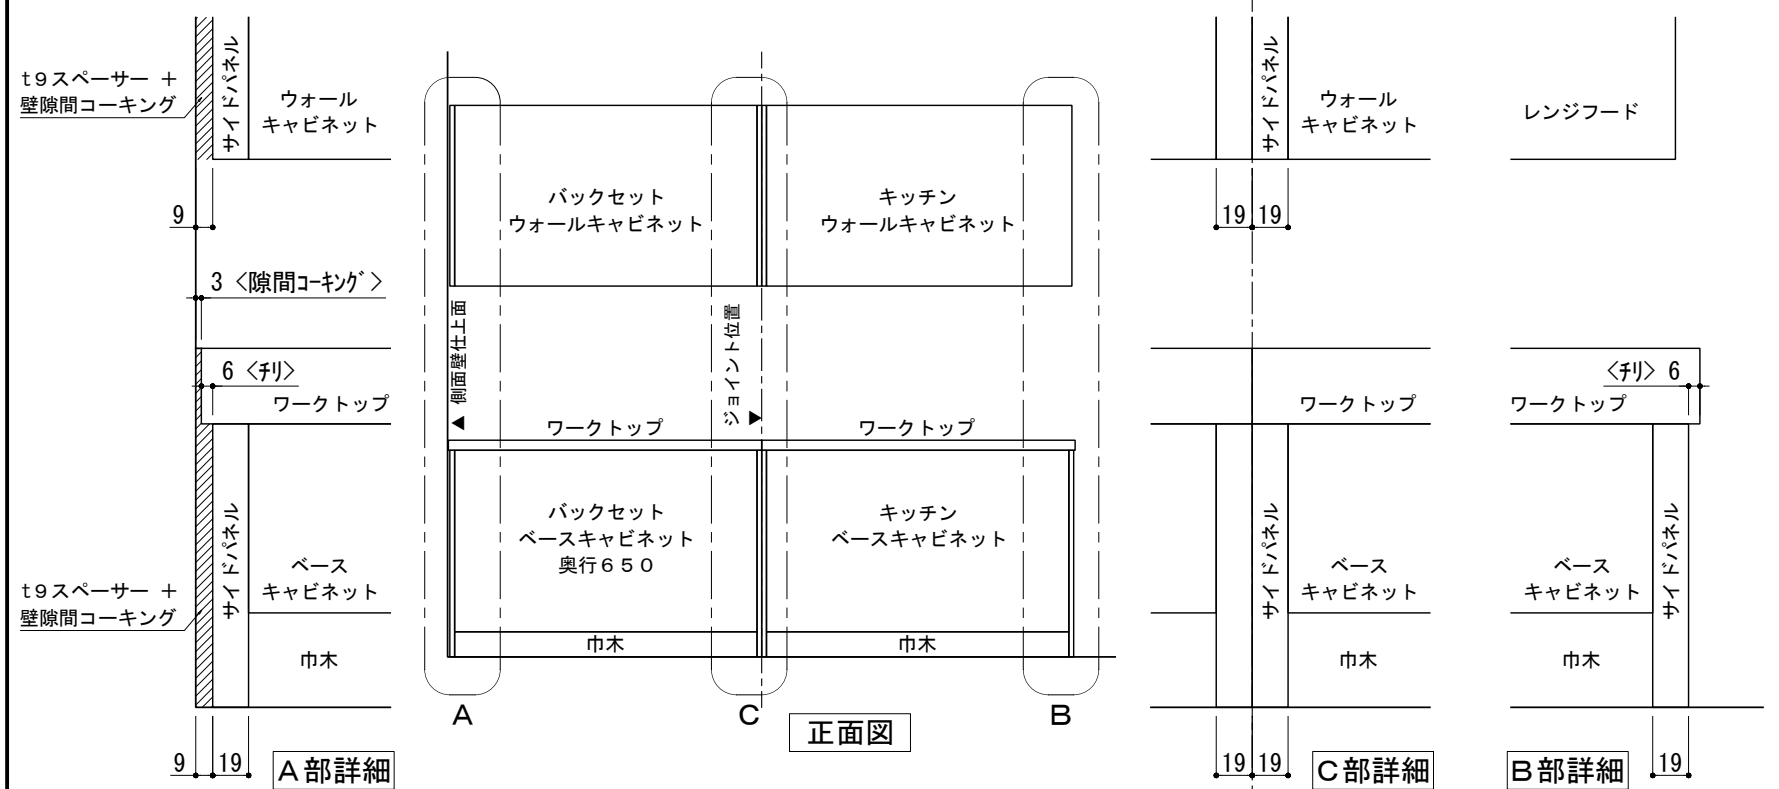 t9スペーサー ＋
壁隙間コーキング
サイドパネル
ウォール
キャビネット
9
3 〈隙間ｺｰｷﾝｸﾞ〉
6 〈ﾁﾘ〉
ワークトップ
t9スペーサー ＋
壁隙間コーキング
サイドパネル
ベース
キャビネット
巾木
9
19
A部詳細
バックセット
ウォールキャビネット
キッチン
ウォールキャビネット
▲ 側面壁仕上面
ジョイント位置 ▼
ワークトップ
ワークトップ
バックセット
ベースキャビネット
奥行６５０
キッチン
ベースキャビネット
巾木
巾木
A
C
B
正面図
サイドパネル
ウォール
キャビネット
19 19
ワークトップ
サイドパネル
ベース
キャビネット
巾木
19 19
C部詳細
レンジフード
〈ﾁﾘ〉 6
ワークトップ
ベース
キャビネット
サイドパネル
巾木
B部詳細
19